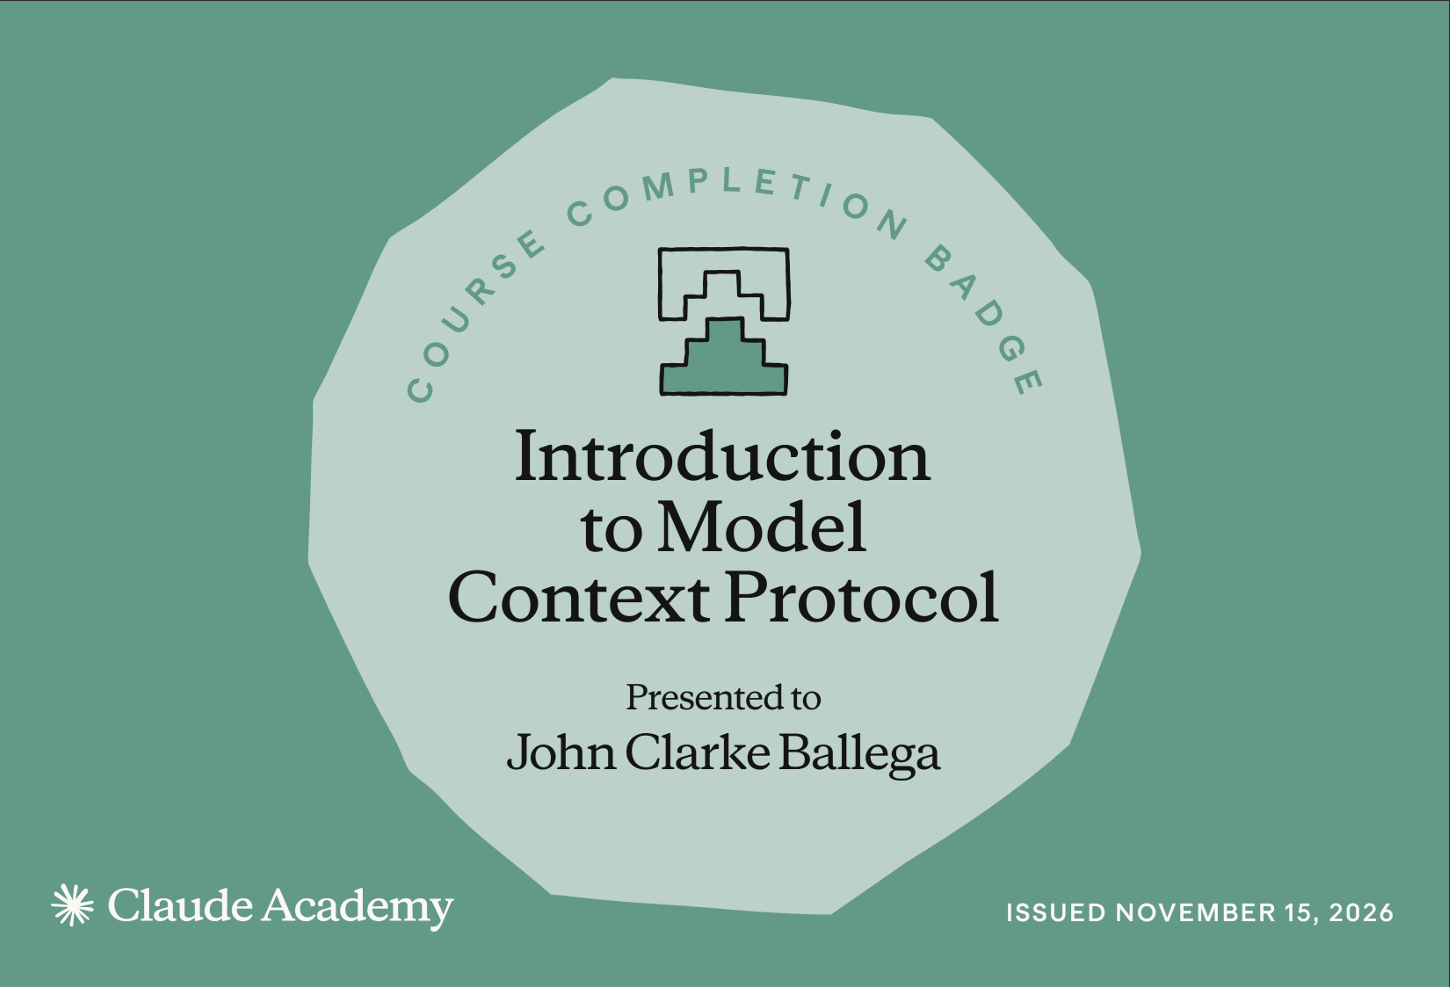 COURSE COMPLETION BADGE
Introduction
to Model
Context Protocol
Presented to
John Clarke Ballega
Claude Academy
ISSUED NOVEMBER 15, 2026